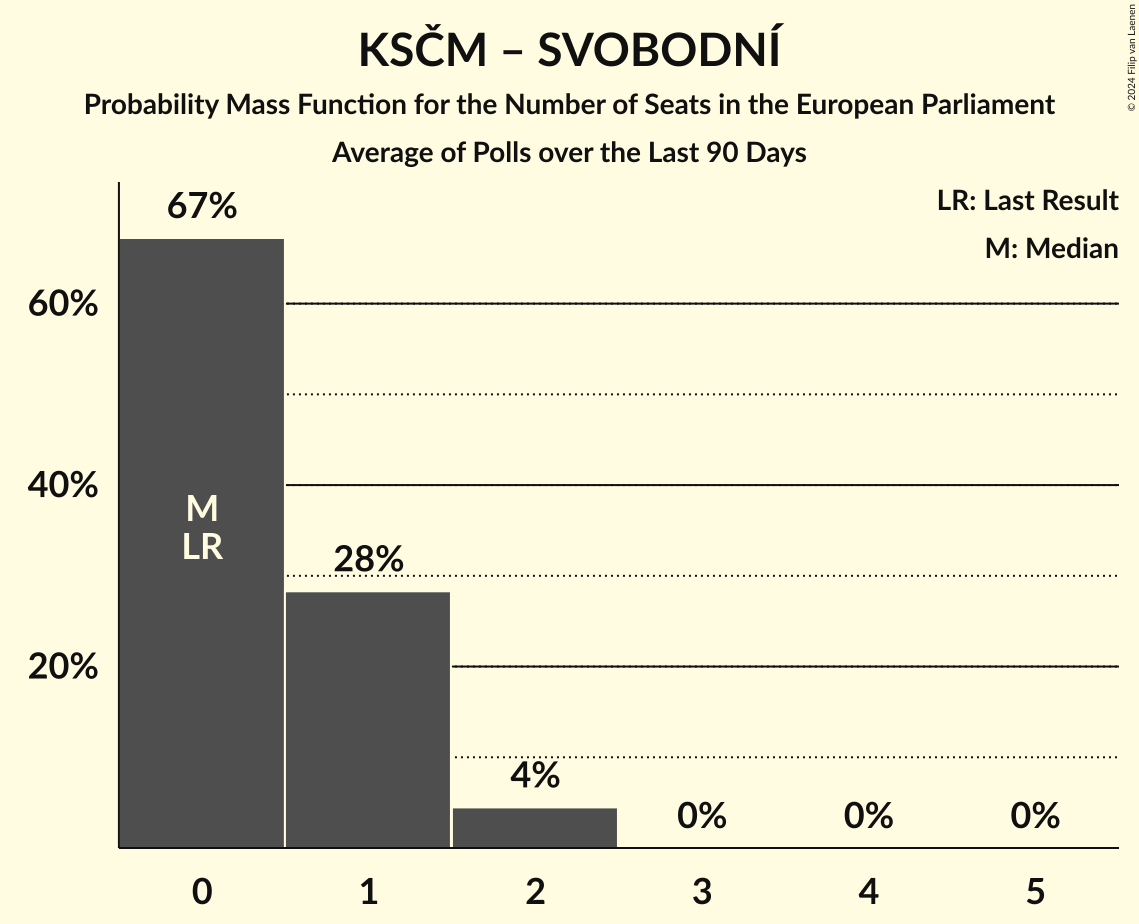 KSČM – SVOBODNÍ
Probability Mass Function for the Number of Seats in the European Parliament
Average of Polls over the Last 90 Days
© 2024 Filip van Laenen
LR: Last Result
M: Median
67%
60%
40%
M
LR
28%
20%
4%
0%
0%
0%
0
1
2
3
4
5